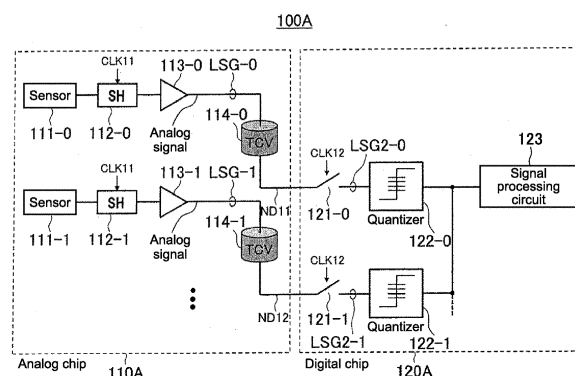 100A
CLK11
113-0
LSG-0
Sensor
SH
111-0
112-0
Analog
signal
114-0
TCV
CLK11
113-1
LSG-1
Sensor
SH
111-1
112-1
Analog
signal
114-1
TCV
ND11
ND12
CLK12
LSG2-0
121-0
Quantizer
122-0
123
Signal
processing
circuit
CLK12
121-1
LSG2-1
Quantizer
122-1
Analog chip
110A
Digital chip
120A